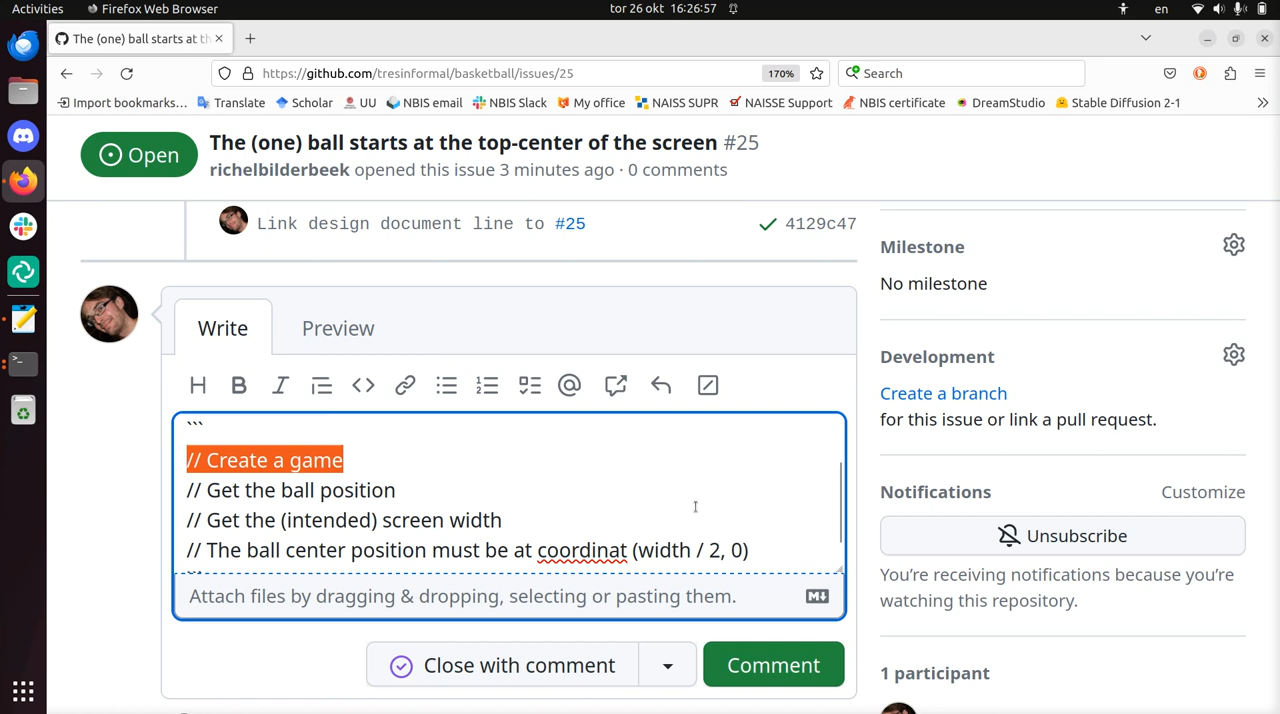 Activities Firefox Web Browser tor 26 okt 16:26:57 en
The (one) ball starts at th
https://github.com/tresinformal/basketball/issues/25 170% Search
Import bookmarks... Translate Scholar UU NBIS email NBIS Slack My office NAISS SUPR NAISSE Support NBIS certificate DreamStudio Stable Diffusion 2-1
Open The (one) ball starts at the top-center of the screen #25
richelbilderbeek opened this issue 3 minutes ago · 0 comments
Link design document line to #25 4129c47
Write Preview
```
// Create a game
// Get the ball position
// Get the (intended) screen width
// The ball center position must be at coordinat (width / 2, 0)
Attach files by dragging & dropping, selecting or pasting them.
Close with comment Comment
Milestone
No milestone
Development
Create a branch
for this issue or link a pull request.
Notifications Customize
Unsubscribe
You’re receiving notifications because you’re
watching this repository.
1 participant